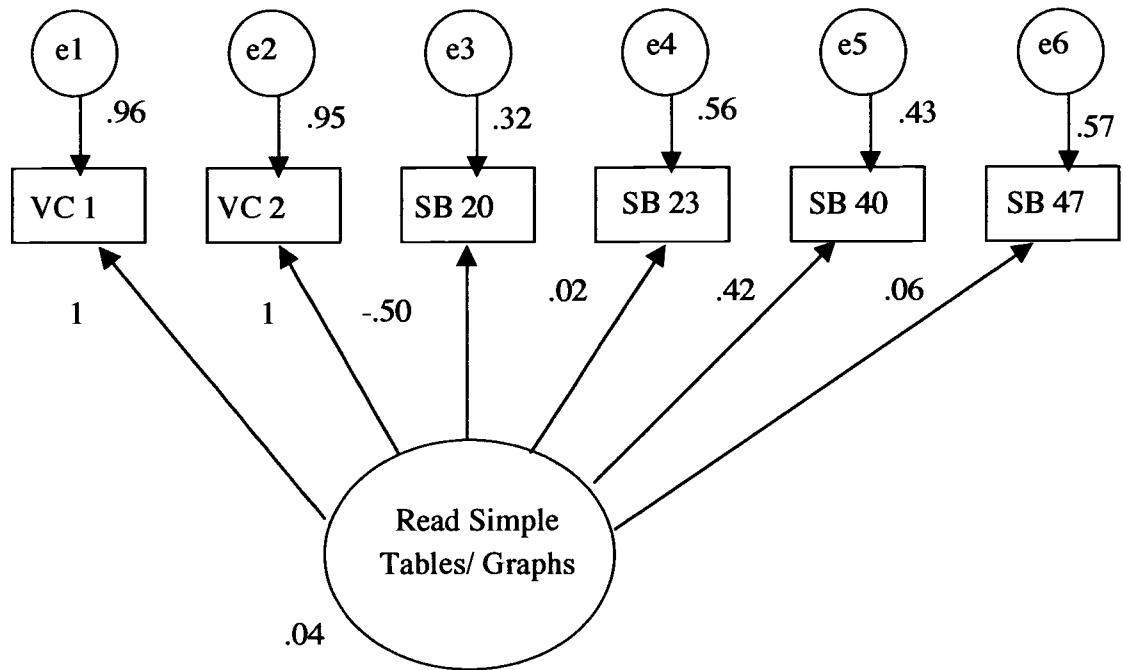 e1 e2 e3 e4 e5 e6
.96 .95 .32 .56 .43 .57
VC 1 VC 2 SB 20 SB 23 SB 40 SB 47
1 1 -.50 .02 .42 .06
Read Simple
Tables/ Graphs
.04